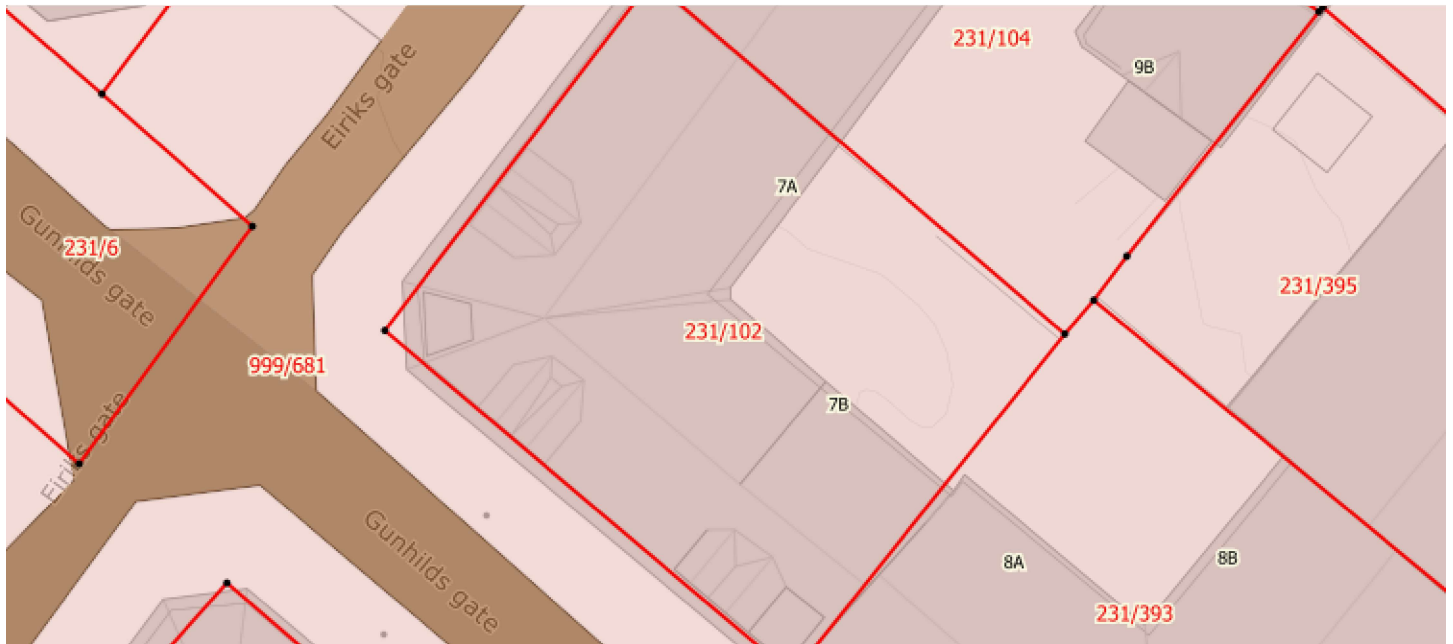 231/104
9B
Eiriks gate
7A
Gunhilds gate
231/6
231/395
231/102
999/681
7B
Eiriks gate
Gunhilds gate
8A
8B
231/393